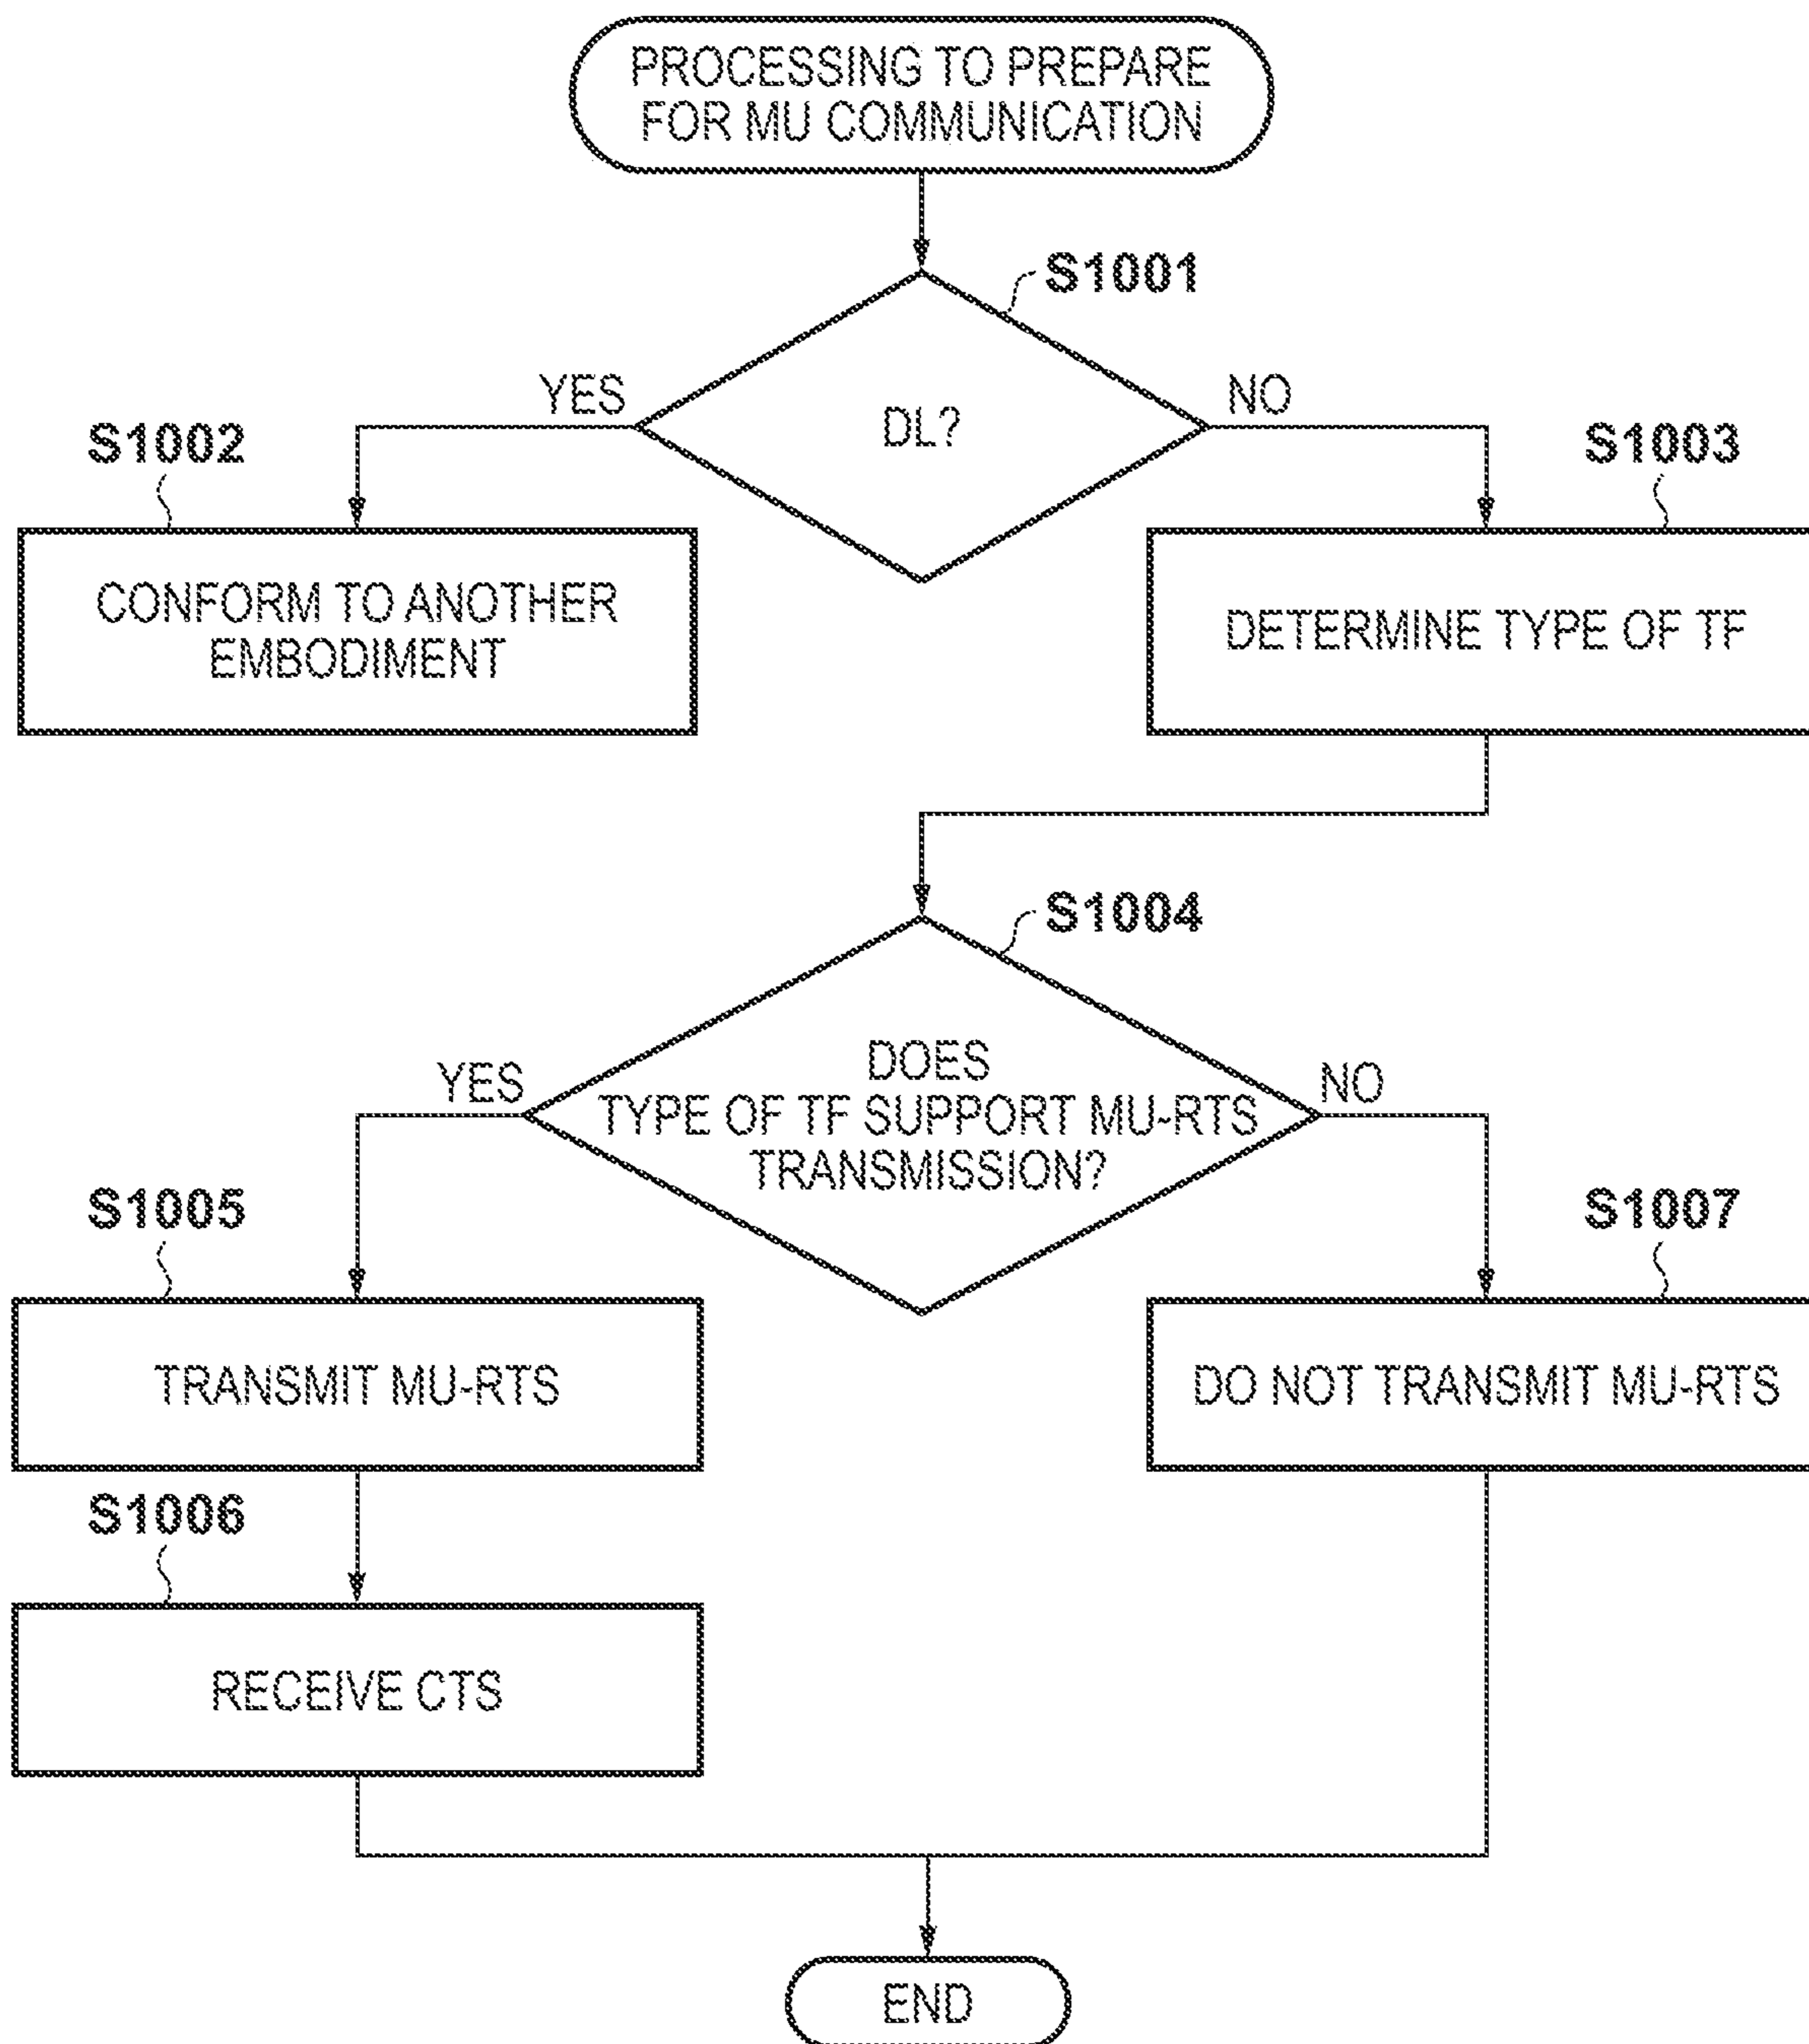 PROCESSING TO PREPARE
FOR MU COMMUNICATION
S1001
DL?
YES
NO
S1002
S1003
CONFORM TO ANOTHER
EMBODIMENT
DETERMINE TYPE OF TF
S1004
DOES
TYPE OF TF SUPPORT MU-RTS
TRANSMISSION?
YES
NO
S1005
S1007
TRANSMIT MU-RTS
DO NOT TRANSMIT MU-RTS
S1006
RECEIVE CTS
END